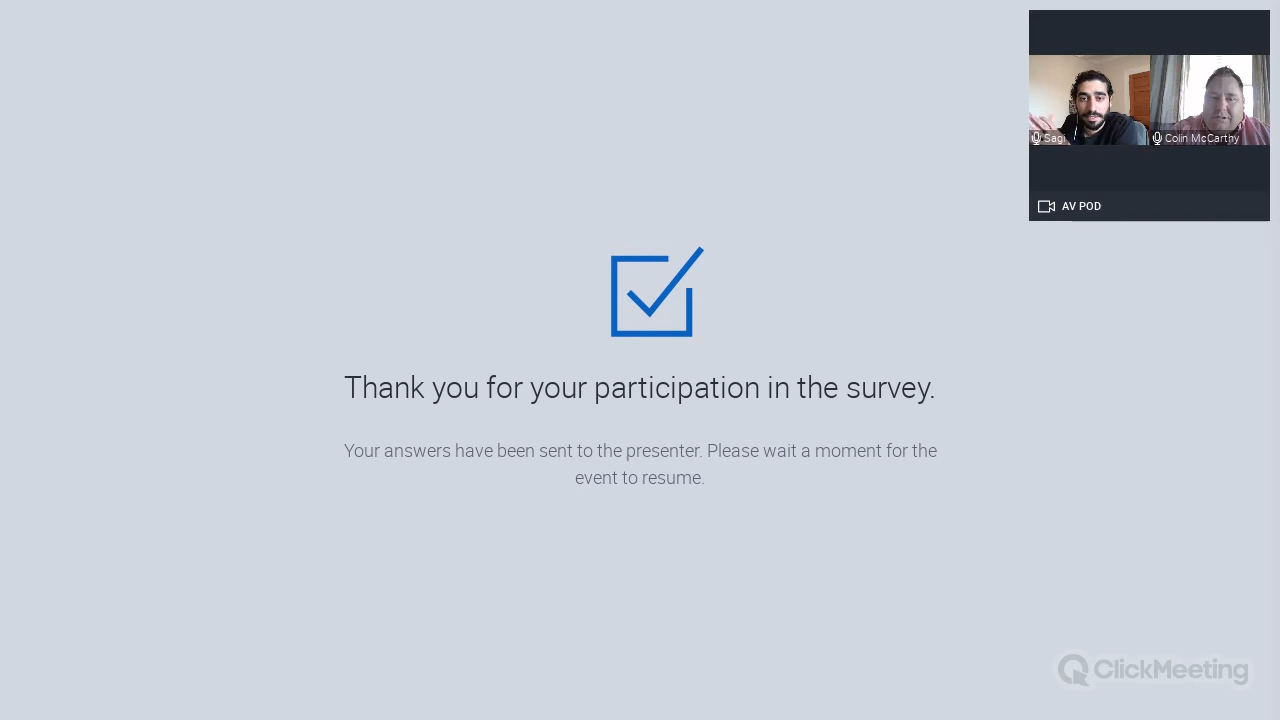 Sagi
Colin McCarthy
AV POD
Thank you for your participation in the survey.
Your answers have been sent to the presenter. Please wait a moment for the
event to resume.
ClickMeeting